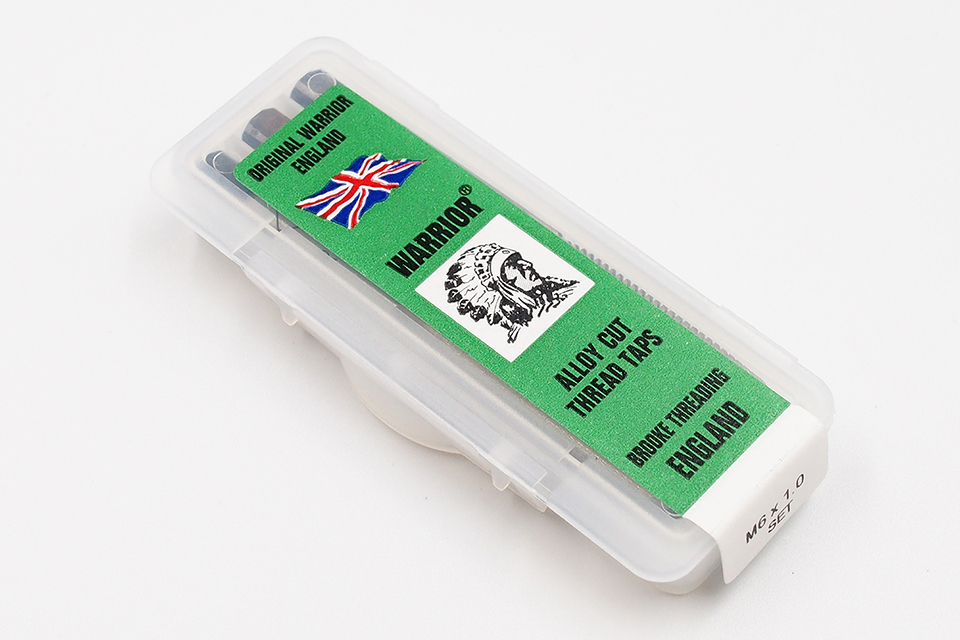 ORIGINAL WARRIOR
ENGLAND
WARRIOR®
ALLOY CUT
THREAD TAPS
BROOKE THREADING
ENGLAND
M6 x 1.0
SET